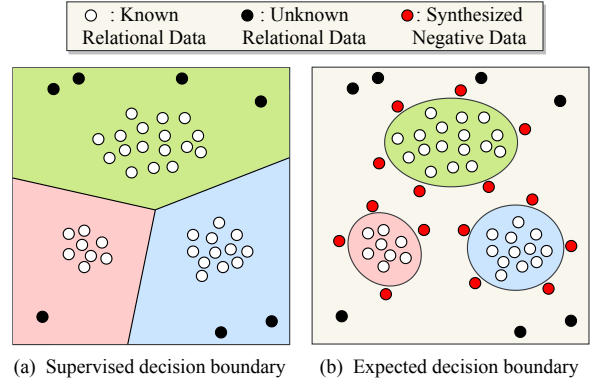 : Known : Unknown : Synthesized
Relational Data Relational Data Negative Data
(a) Supervised decision boundary (b) Expected decision boundary